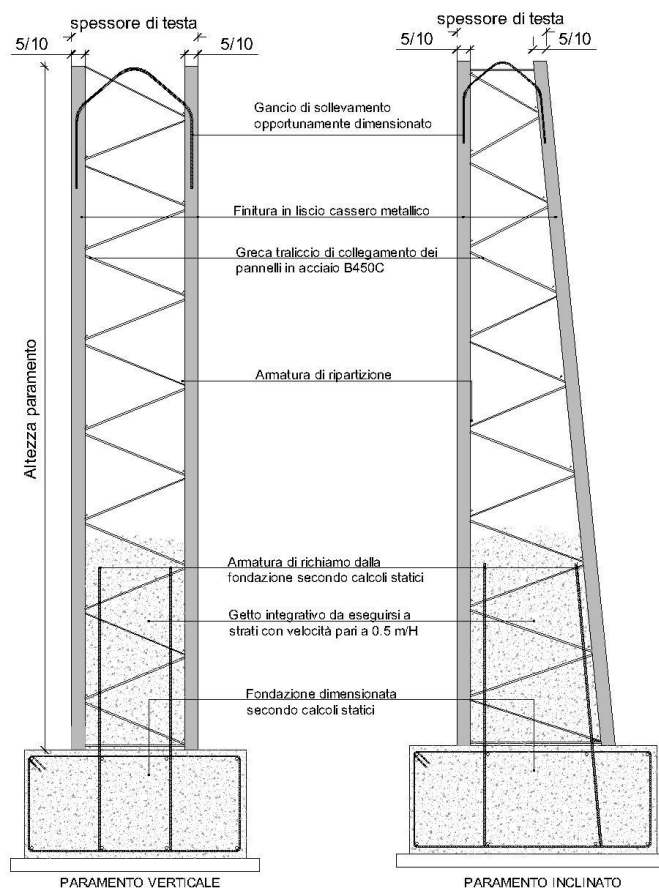 spessore di testa
spessore di testa
5/10
5/10
5/10
5/10
Gancio di sollevamento
opportunamente dimensionato
Finitura in liscio cassero metallico
Greca traliccio di collegamento dei
pannelli in acciaio B450C
Altezza paramento
Armatura di ripartizione
Armatura di richiamo dalla
fondazione secondo calcoli statici
Getto integrativo da eseguirsi a
strati con velocità pari a 0.5 m/H
Fondazione dimensionata
secondo calcoli statici
PARAMENTO VERTICALE
PARAMENTO INCLINATO